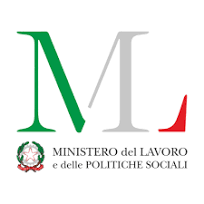 ML
MINISTERO del LAVORO
e delle POLITICHE SOCIALI